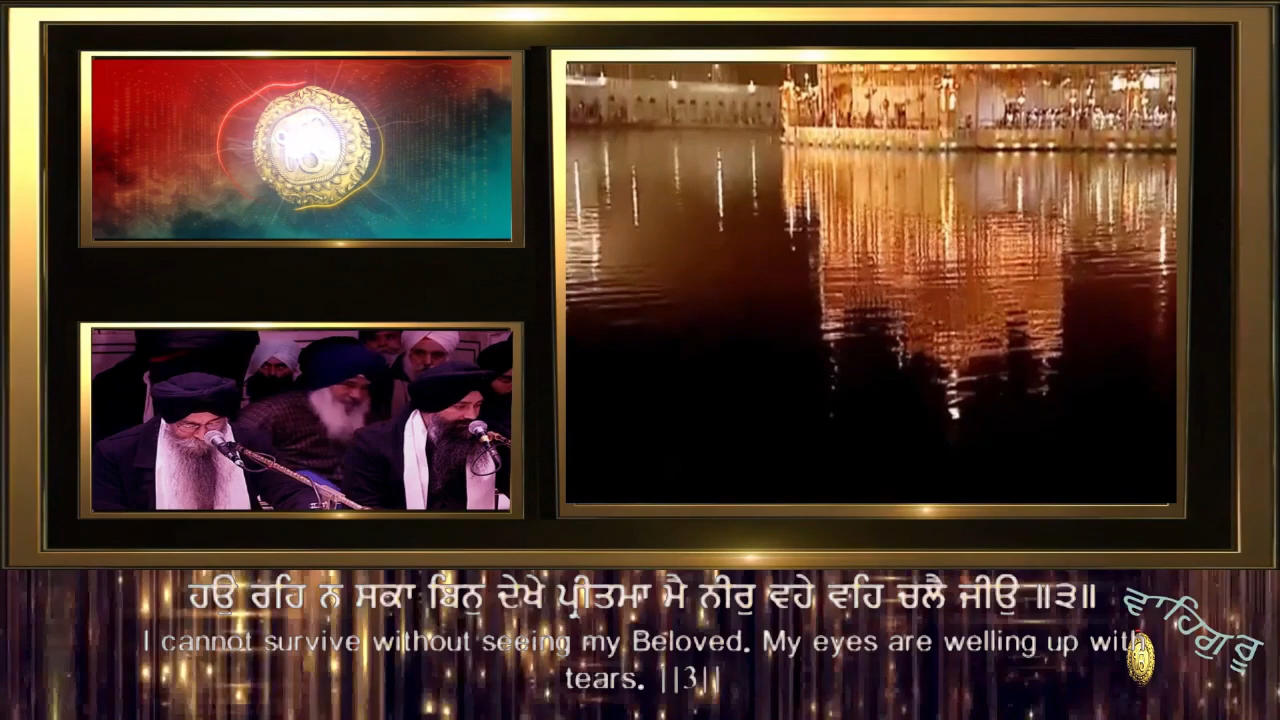 ੴ
ਹਉ ਰਹਿ ਨ ਸਕਾ ਬਿਨੁ ਦੇਖੇ ਪ੍ਰੀਤਮਾ ਮੈ ਨੀਰੁ ਵਹੇ ਵਹਿ ਚਲੈ ਜੀਉ ॥੩॥
I cannot survive without seeing my Beloved. My eyes are welling up with
tears. ||3||
ਵਾਹਿਗੁਰੂ
ੴ